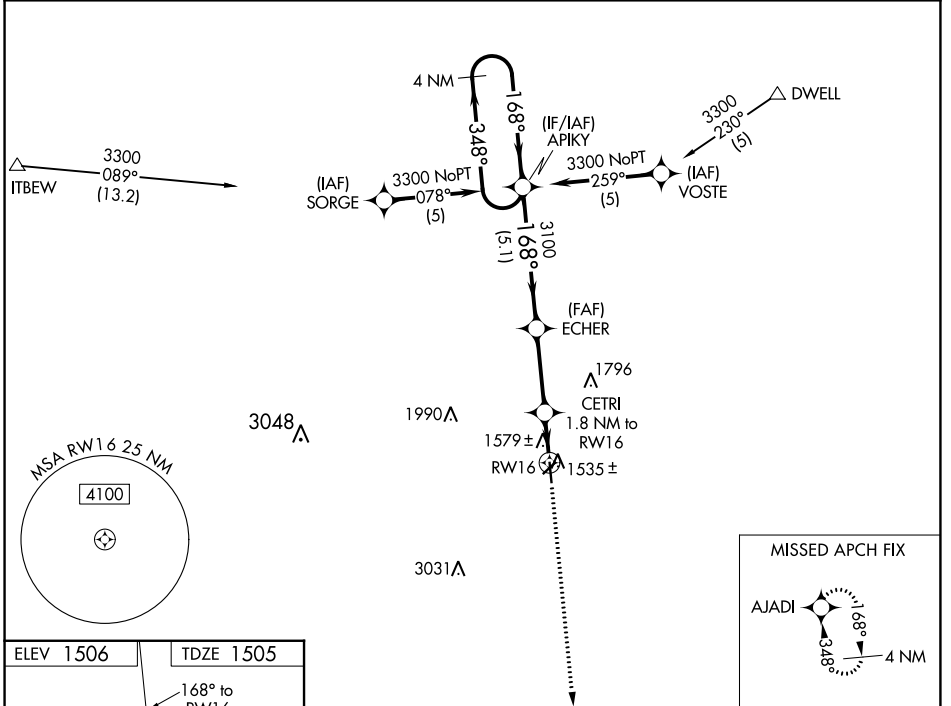 4 NM
168°
348°
DWELL
3300
230°
(5)
(IF/IAF)
APIKY
3300
089°
(13.2)
ITBEW
(IAF)
SORGE
3300 NoPT
078°
(5)
3300 NoPT
259°
(5)
(IAF)
VOSTE
3100
168°
(5.1)
(FAF)
ECHER
1796
CETRI
1.8 NM to
RW16
1990
3048
1579 ±
RW16
1535 ±
MSA RW16 25 NM
4100
3031
MISSED APCH FIX
AJADI
168°
348°
4 NM
ELEV 1506
TDZE 1505
168° to
RW16